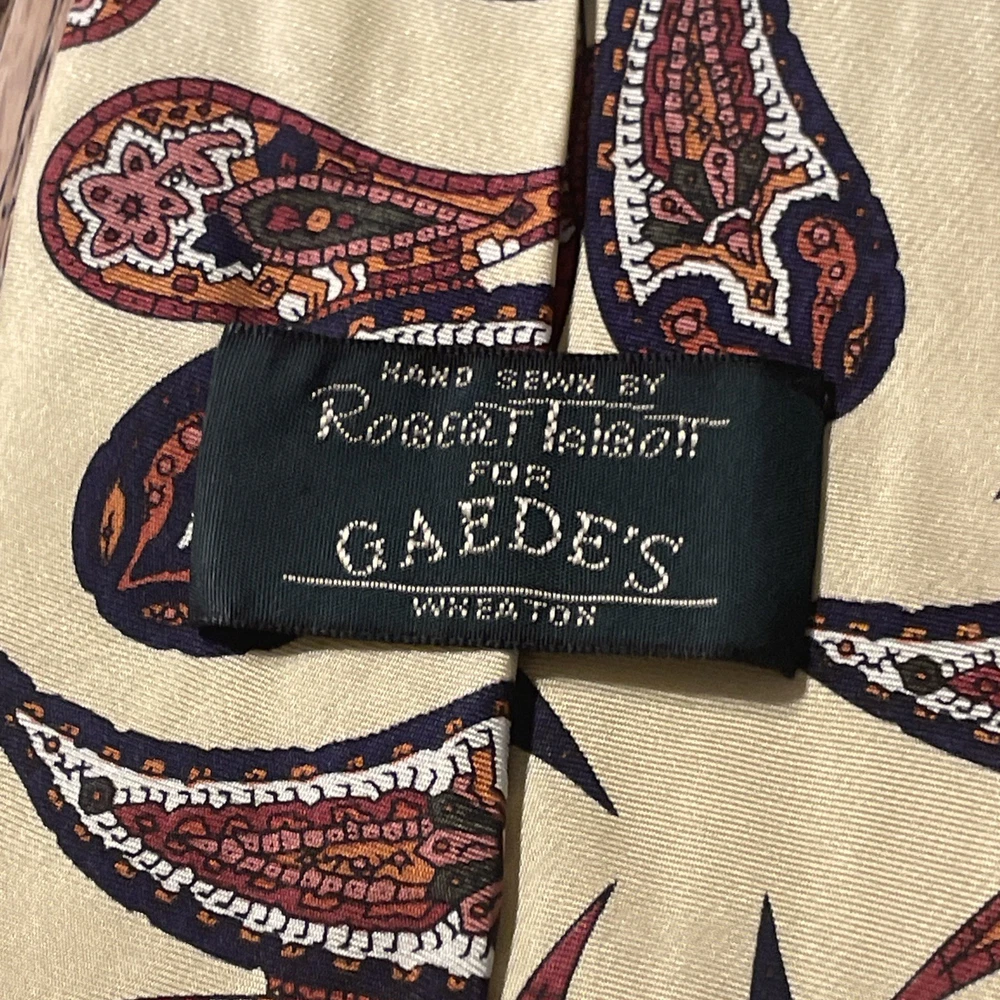 HAND SEWN BY
ROBERT TALBOTT
FOR
GAEDE'S
WHEATON